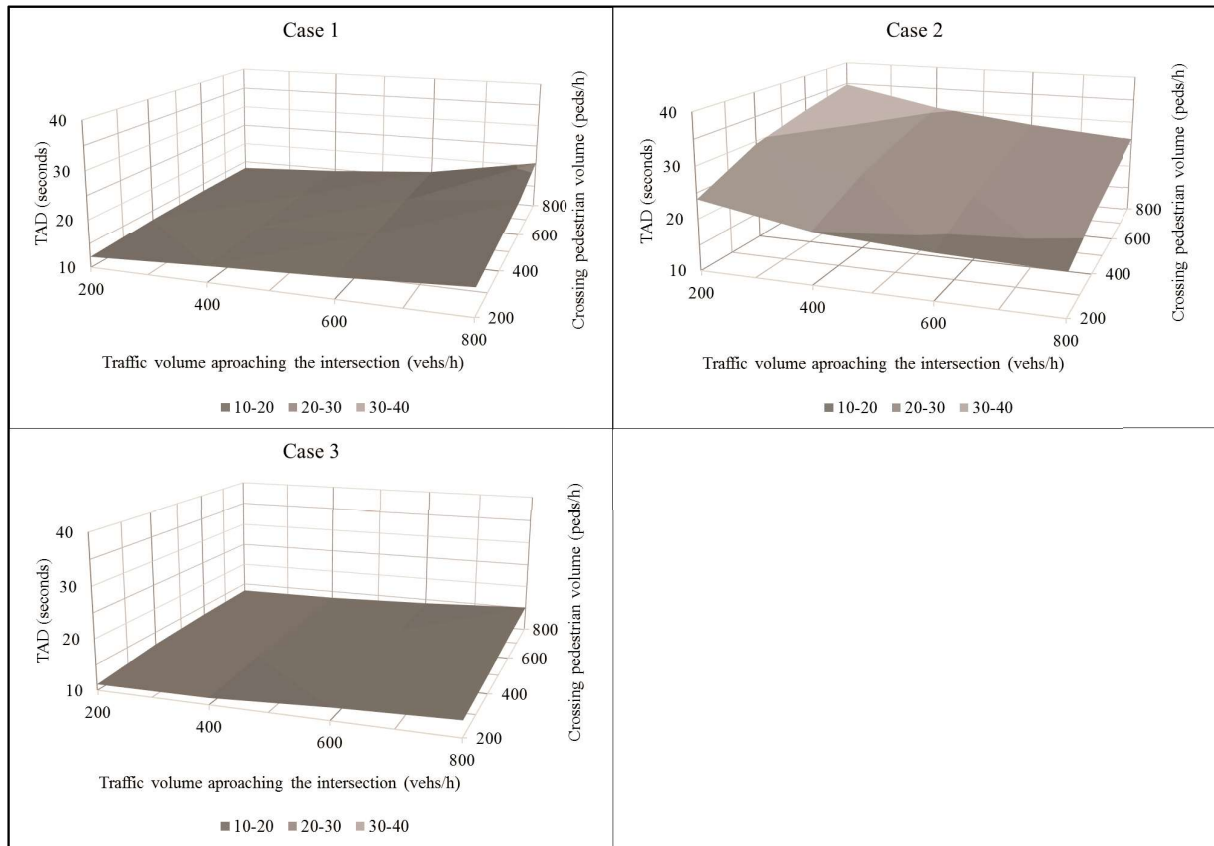 Case 1
40
30
20
10
TAD (seconds)
200
400
600
800
Traffic volume aproaching the intersection (vehs/h)
200
400
600
800
Crossing pedestrian volume (peds/h)
10-20 20-30 30-40
Case 2
40
30
20
10
TAD (seconds)
200
400
600
800
Traffic volume aproaching the intersection (vehs/h)
200
400
600
800
Crossing pedestrian volume (peds/h)
10-20 20-30 30-40
Case 3
40
30
20
10
TAD (seconds)
200
400
600
800
Traffic volume aproaching the intersection (vehs/h)
200
400
600
800
Crossing pedestrian volume (peds/h)
10-20 20-30 30-40